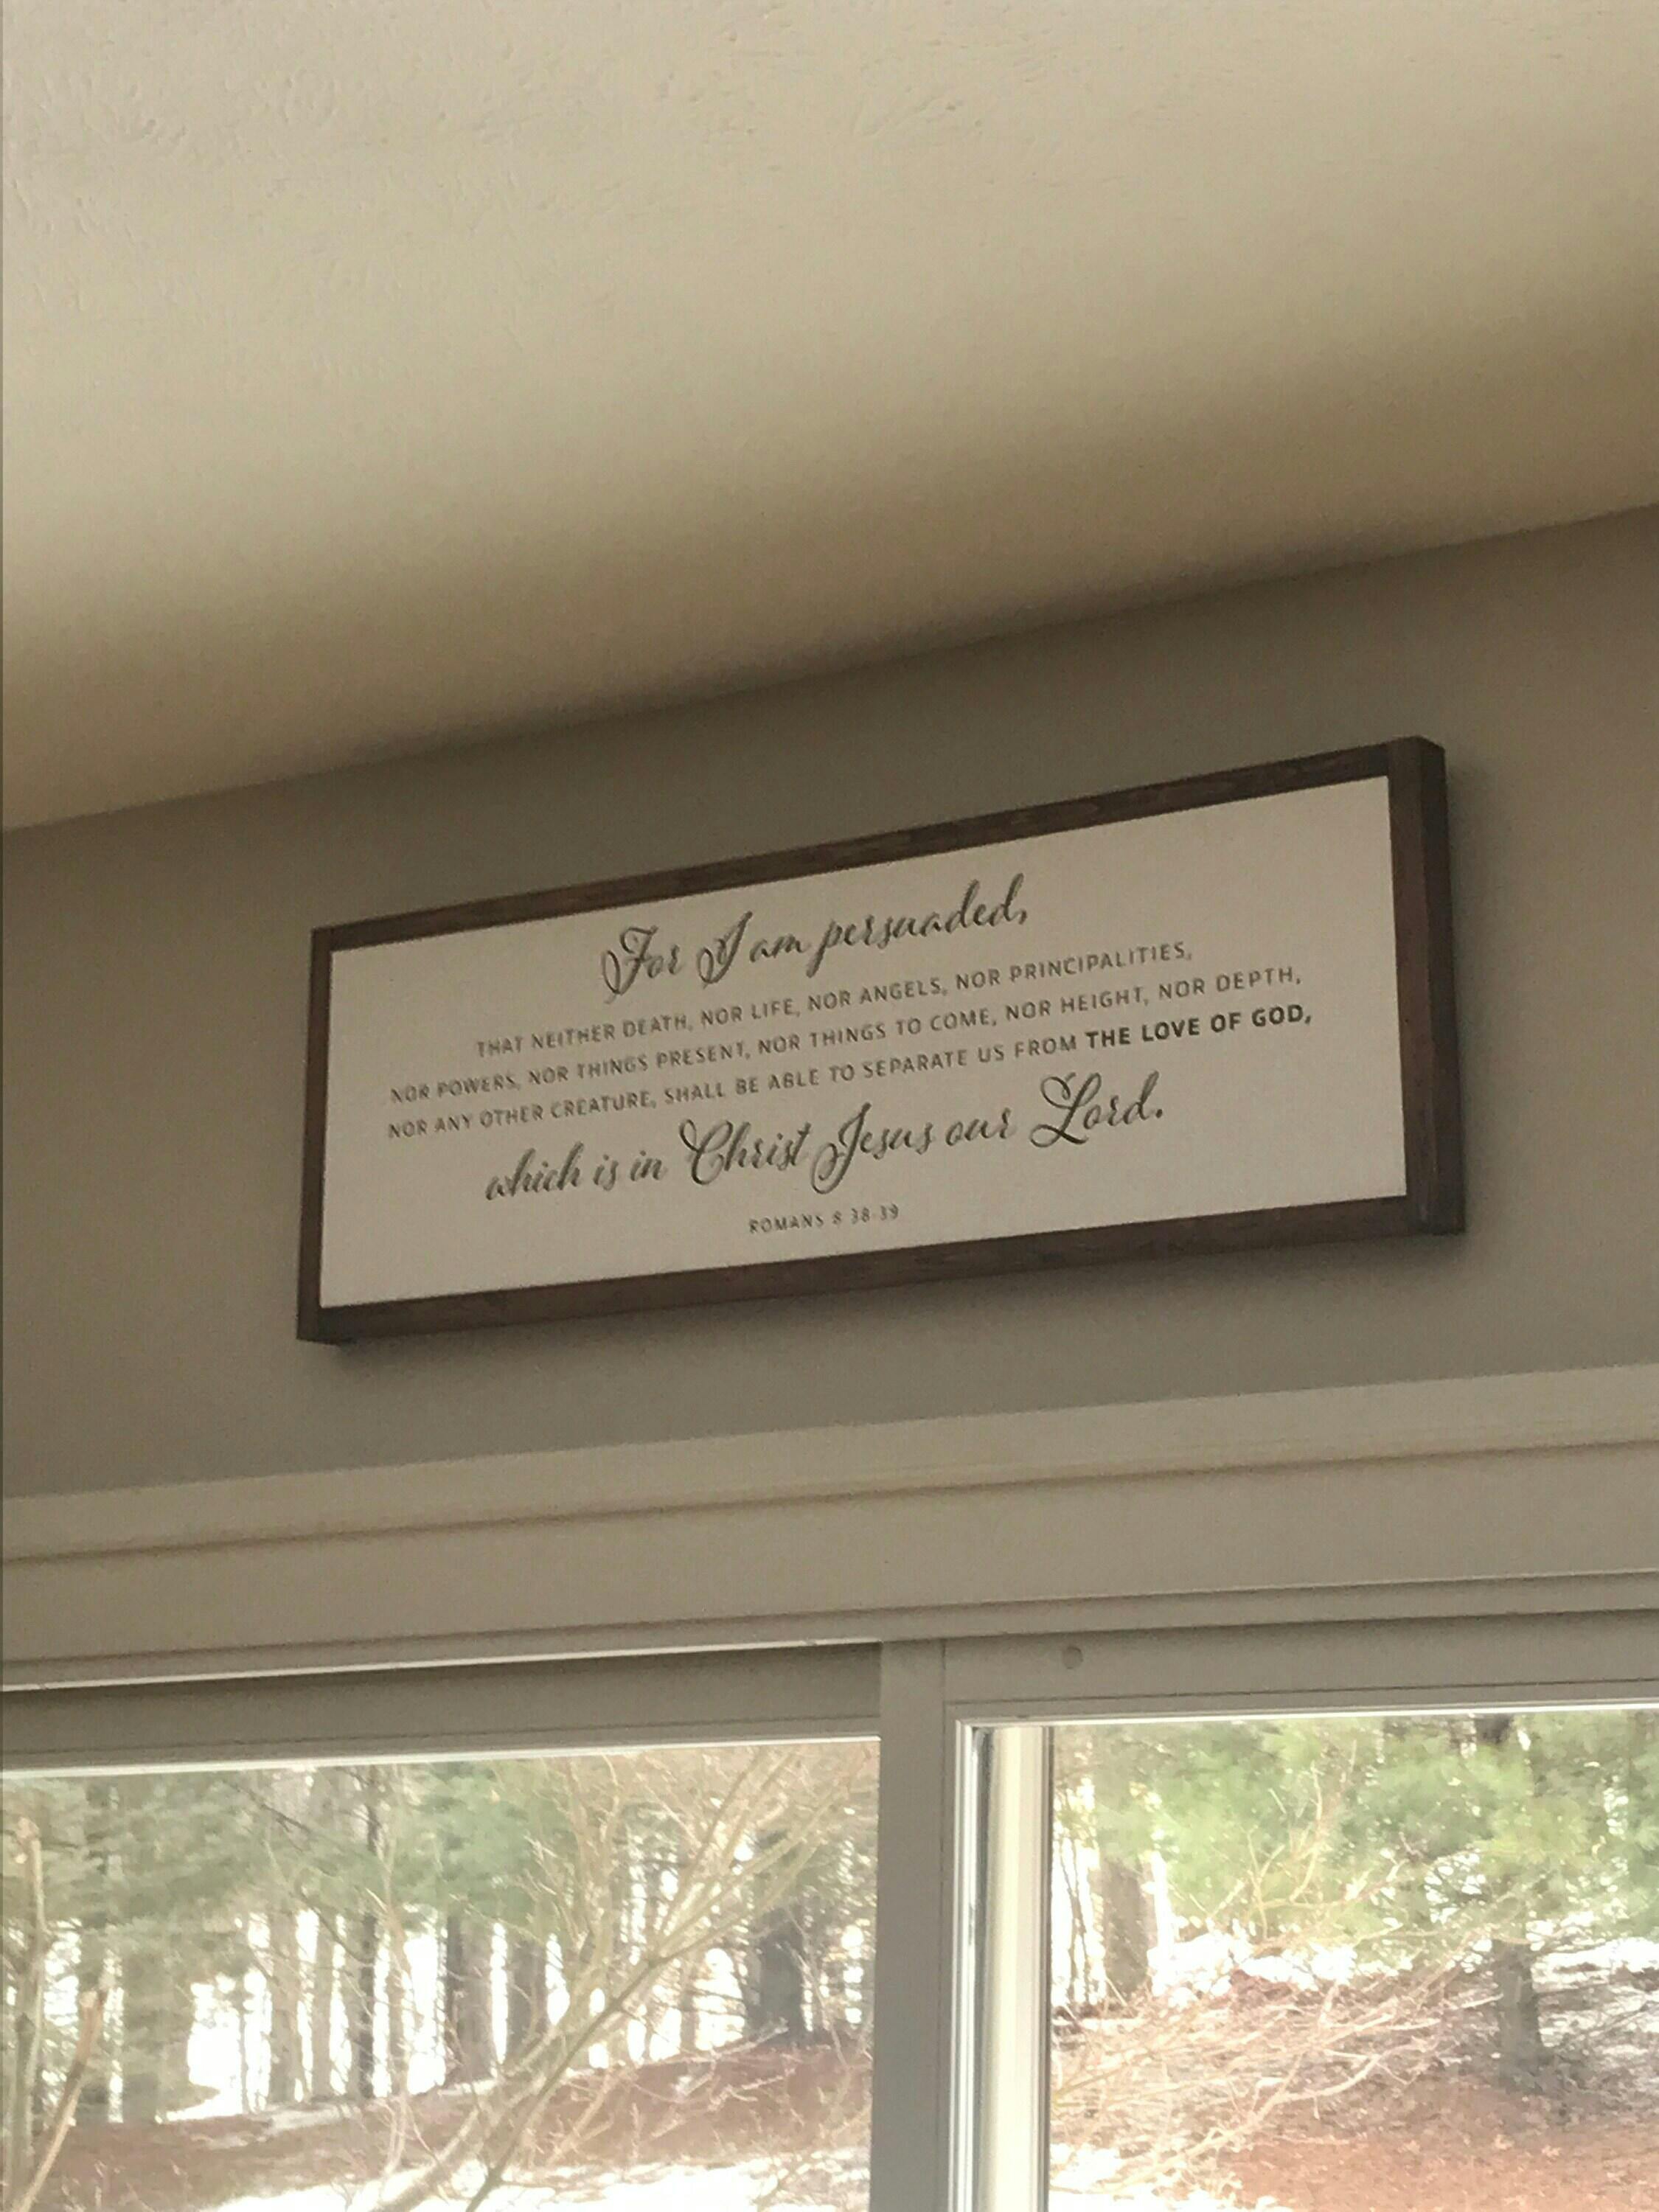 For I am persuaded,
THAT NEITHER DEATH, NOR LIFE, NOR ANGELS, NOR PRINCIPALITIES,
NOR POWERS, NOR THINGS PRESENT, NOR THINGS TO COME, NOR HEIGHT, NOR DEPTH,
NOR ANY OTHER CREATURE, SHALL BE ABLE TO SEPARATE US FROM THE LOVE OF GOD,
which is in Christ Jesus our Lord.
ROMANS 8:38-39